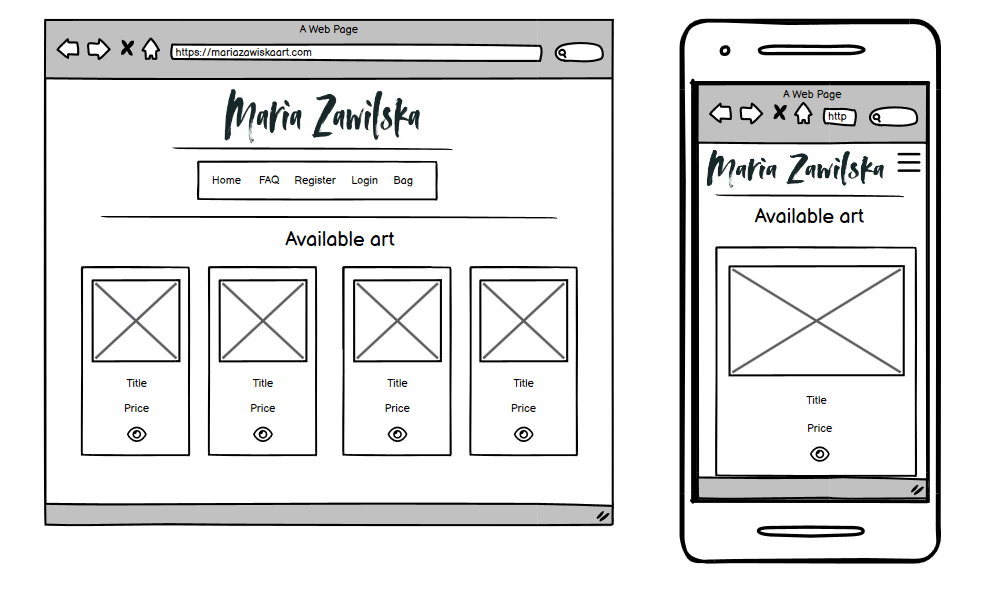 A Web Page
https://mariazawiskaart.com
Maria Zawilska
Home FAQ Register Login Bag
Available art
Title Title Title Title
Price Price Price Price
A Web Page
http
Maria Zawilska
Available art
Title
Price